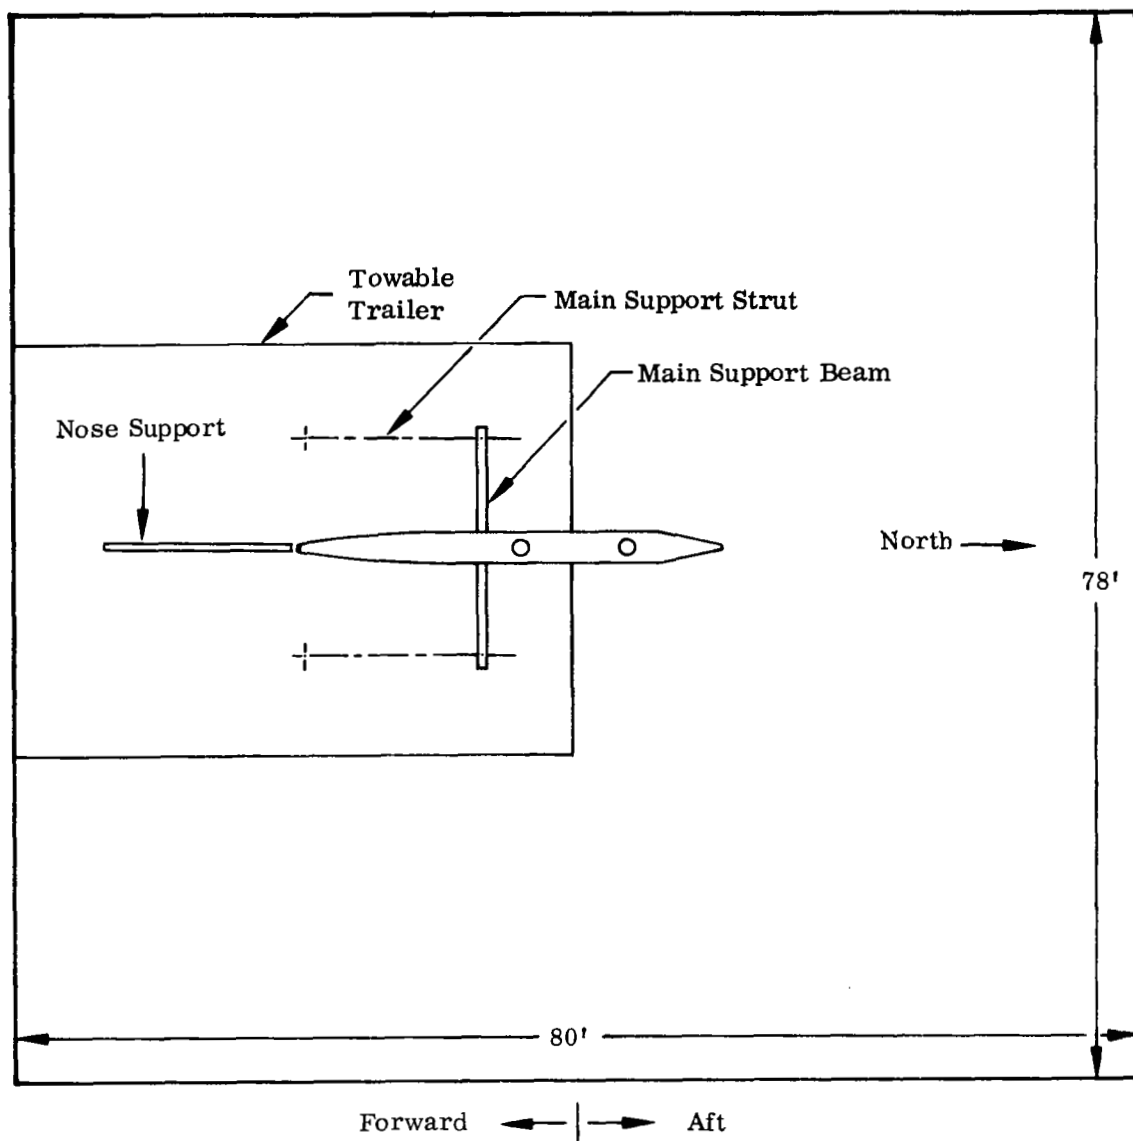 Towable
Trailer
Main Support Strut
Main Support Beam
Nose Support
North
78'
80'
Forward
Aft